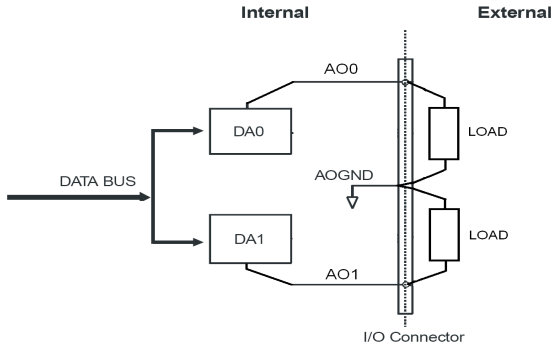 Internal
External
AO0
DA0
LOAD
DATA BUS
AOGND
DA1
LOAD
AO1
I/O Connector